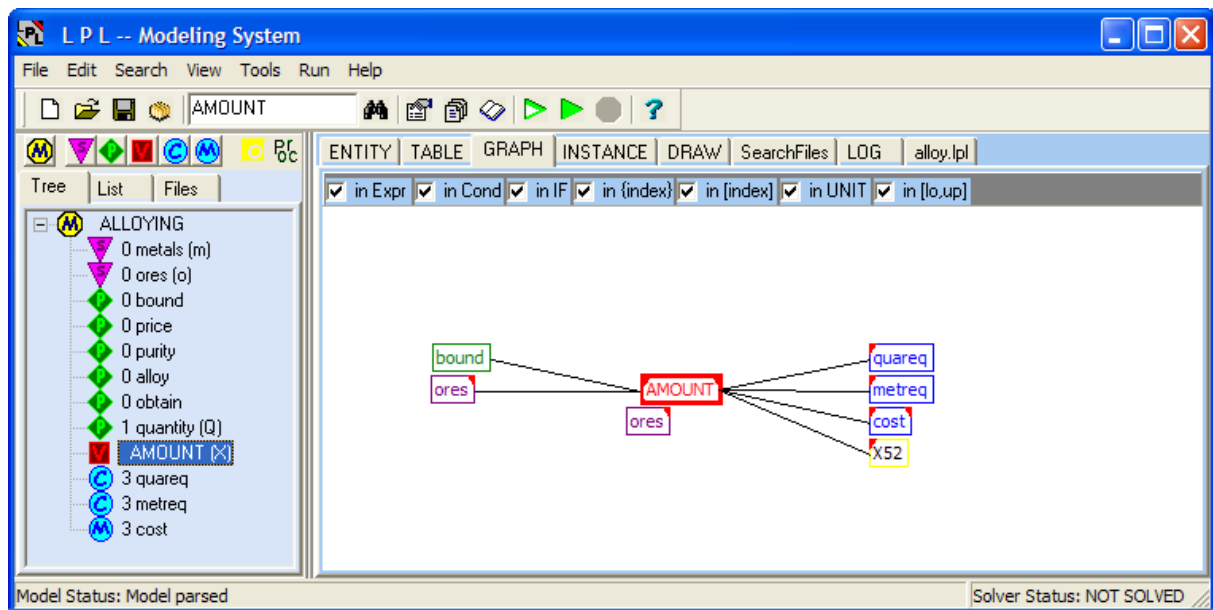 L P L -- Modeling System
File Edit Search View Tools Run Help
AMOUNT
Proc
ENTITY TABLE GRAPH INSTANCE DRAW SearchFiles LOG alloy.lpl
Tree List Files
in Expr in Cond in IF in {index} in [index] in UNIT in [lo,up]
ALLOYING
0 metals (m)
0 ores (o)
0 bound
0 price
0 purity
0 alloy
0 obtain
1 quantity (Q)
AMOUNT (X)
3 quareq
3 metreq
3 cost
bound
quareq
ores
AMOUNT
metreq
ores
cost
X52
Model Status: Model parsed
Solver Status: NOT SOLVED